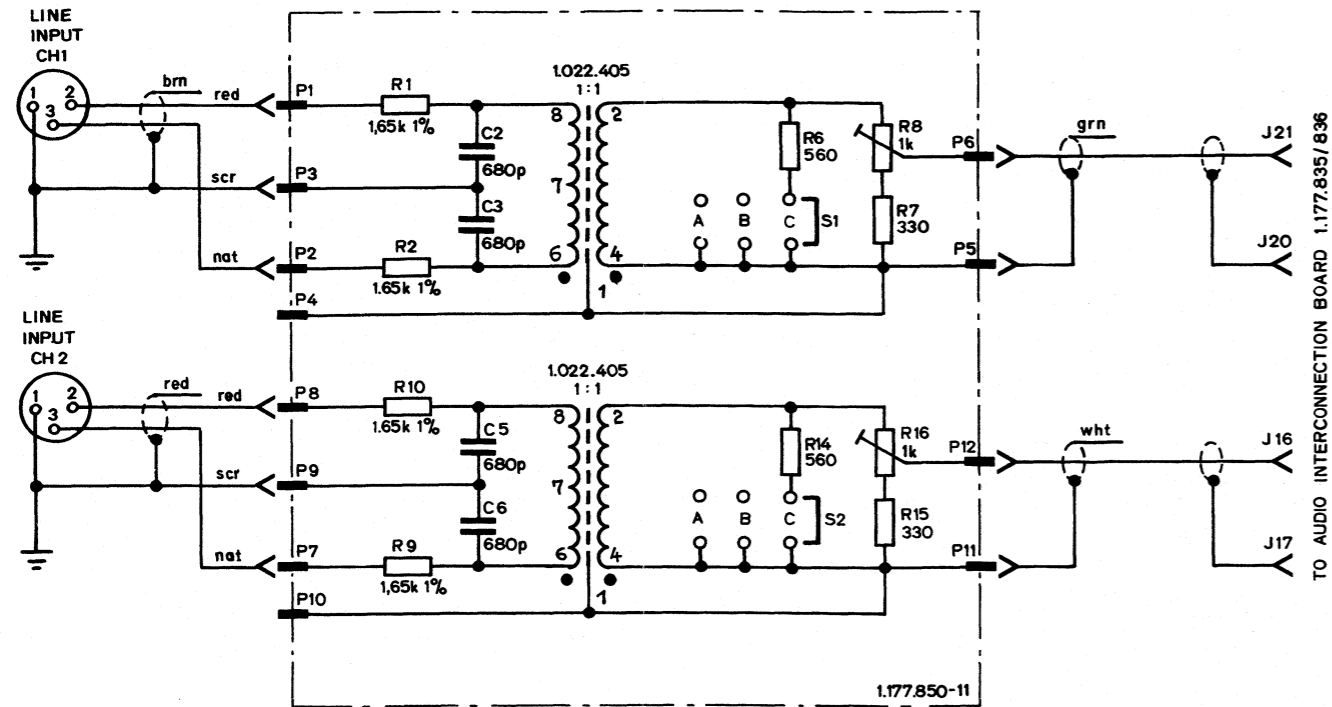 LINE
INPUT
CH1
1
2
3
brn
red
scr
nat
P1
P3
P2
P4
R1
1,65k 1%
R2
1.65k 1%
C2
680p
C3
680p
1.022.405
1:1
8
7
6
2
4
1
R6
560
A
B
C
S1
R8
1k
R7
330
P6
P5
grn
J21
J20
LINE
INPUT
CH 2
1
2
3
red
red
scr
nat
P8
P9
P7
P10
R10
1.65k 1%
R9
1,65k 1%
C5
680p
C6
680p
1.022.405
1:1
8
7
6
2
4
1
R14
560
A
B
C
S2
R16
1k
R15
330
P12
P11
wht
J16
J17
1.177.850-11
TO AUDIO INTERCONNECTION BOARD 1.177.835/836